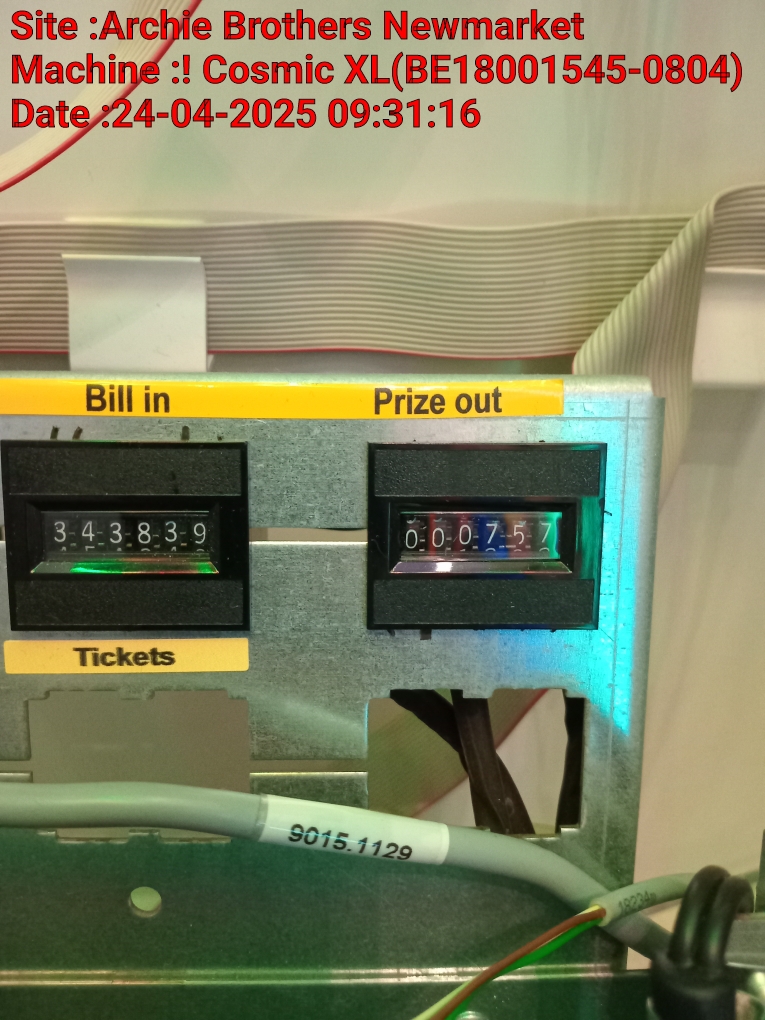 Site :Archie Brothers Newmarket
Machine :! Cosmic XL(BE18001545-0804)
Date :24-04-2025 09:31:16
Bill in
Prize out
343839
000757
Tickets
9015.1129